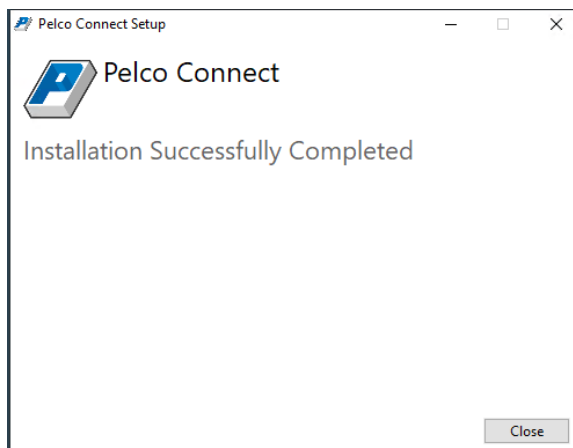 Pelco Connect Setup
Pelco Connect
Installation Successfully Completed
Close